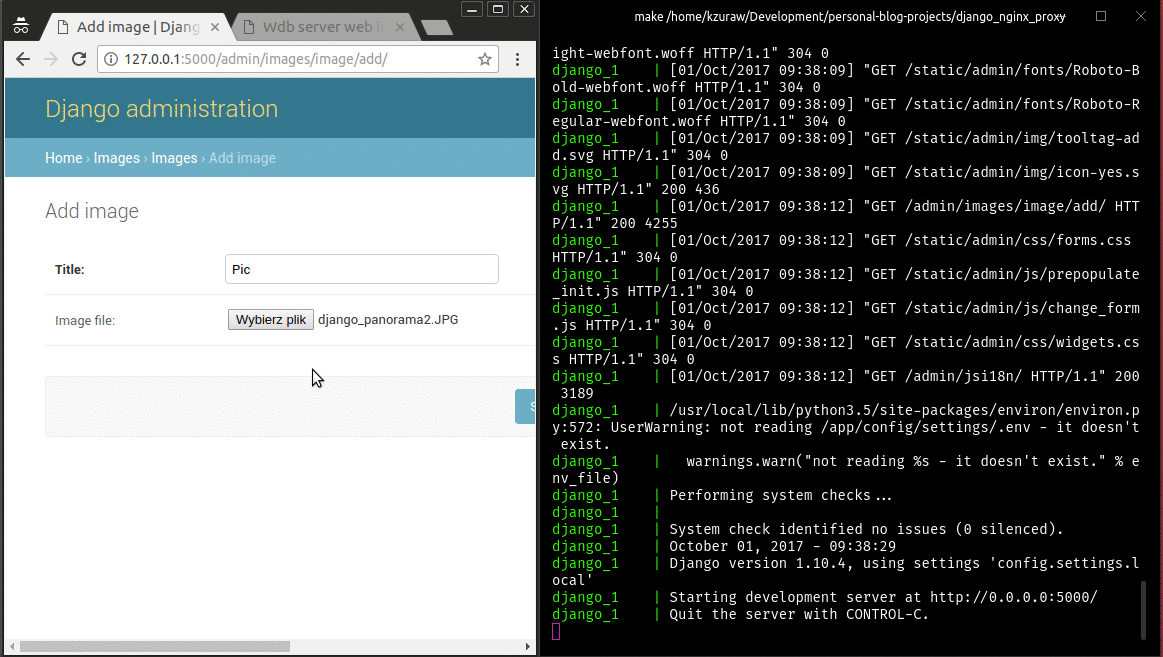 Add image | Djang
Wdb server web in
127.0.0.1:5000/admin/images/image/add/
Django administration
Home › Images › Images › Add image
Add image
Title:
Pic
Image file:
Wybierz plik django_panorama2.JPG
S
make /home/kzuraw/Development/personal-blog-projects/django_nginx_proxy
ight-webfont.woff HTTP/1.1" 304 0
django_1    | [01/Oct/2017 09:38:09] "GET /static/admin/fonts/Roboto-B
old-webfont.woff HTTP/1.1" 304 0
django_1    | [01/Oct/2017 09:38:09] "GET /static/admin/fonts/Roboto-R
egular-webfont.woff HTTP/1.1" 304 0
django_1    | [01/Oct/2017 09:38:09] "GET /static/admin/img/tooltag-ad
d.svg HTTP/1.1" 304 0
django_1    | [01/Oct/2017 09:38:09] "GET /static/admin/img/icon-yes.s
vg HTTP/1.1" 200 436
django_1    | [01/Oct/2017 09:38:12] "GET /admin/images/image/add/ HTT
P/1.1" 200 4255
django_1    | [01/Oct/2017 09:38:12] "GET /static/admin/css/forms.css
HTTP/1.1" 304 0
django_1    | [01/Oct/2017 09:38:12] "GET /static/admin/js/prepopulate
_init.js HTTP/1.1" 304 0
django_1    | [01/Oct/2017 09:38:12] "GET /static/admin/js/change_form
.js HTTP/1.1" 304 0
django_1    | [01/Oct/2017 09:38:12] "GET /static/admin/css/widgets.cs
s HTTP/1.1" 304 0
django_1    | [01/Oct/2017 09:38:12] "GET /admin/jsi18n/ HTTP/1.1" 200
 3189
django_1    | /usr/local/lib/python3.5/site-packages/environ/environ.p
y:572: UserWarning: not reading /app/config/settings/.env - it doesn't
 exist.
django_1    |   warnings.warn("not reading %s - it doesn't exist." % e
nv_file)
django_1    | Performing system checks...
django_1    |
django_1    | System check identified no issues (0 silenced).
django_1    | October 01, 2017 - 09:38:29
django_1    | Django version 1.10.4, using settings 'config.settings.l
ocal'
django_1    | Starting development server at http://0.0.0.0:5000/
django_1    | Quit the server with CONTROL-C.